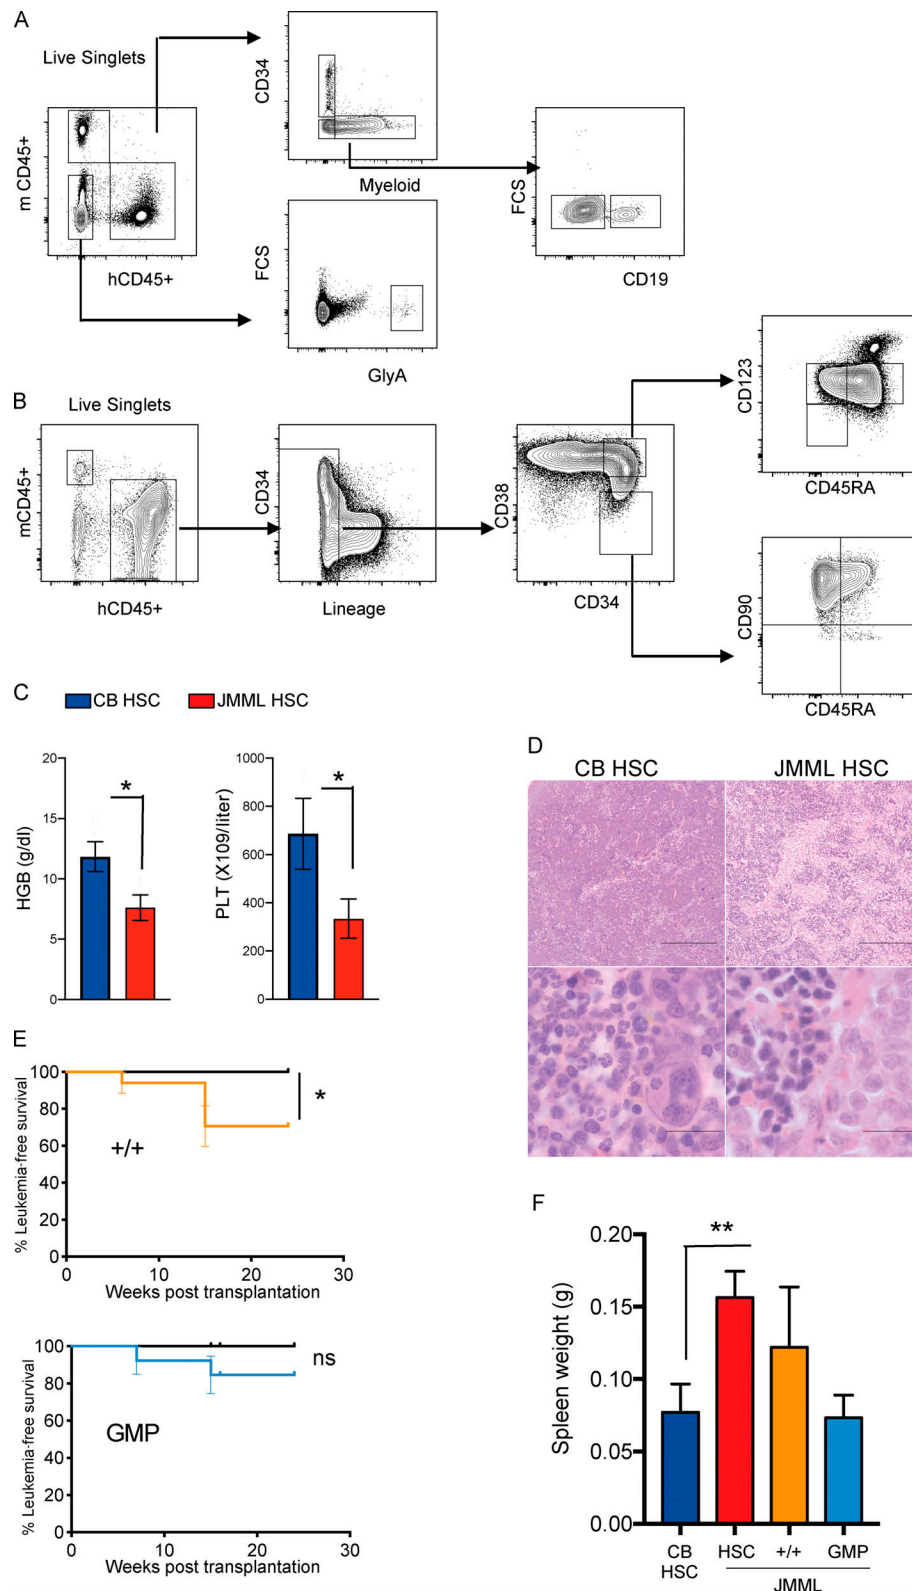 A
Live Singlets
m CD45+
hCD45+
CD34
Myeloid
FCS
GlyA
FCS
CD19
B
Live Singlets
mCD45+
hCD45+
CD34
Lineage
CD38
CD34
CD123
CD45RA
CD90
CD45RA
C
CB HSC
JMML HSC
HGB (g/dl)
20
15
10
5
0
*
PLT (X109/liter)
1000
800
600
400
200
0
*
D
CB HSC
JMML HSC
E
% Leukemia-free survival
100
80
60
40
20
0
+/+
*
0 10 20 30
Weeks post transplantation
% Leukemia-free survival
100
80
60
40
20
0
GMP
ns
0 10 20 30
Weeks post transplantation
F
Spleen weight (g)
0.20
0.15
0.10
0.05
0.00
**
CB HSC +/+ GMP
HSC
JMML